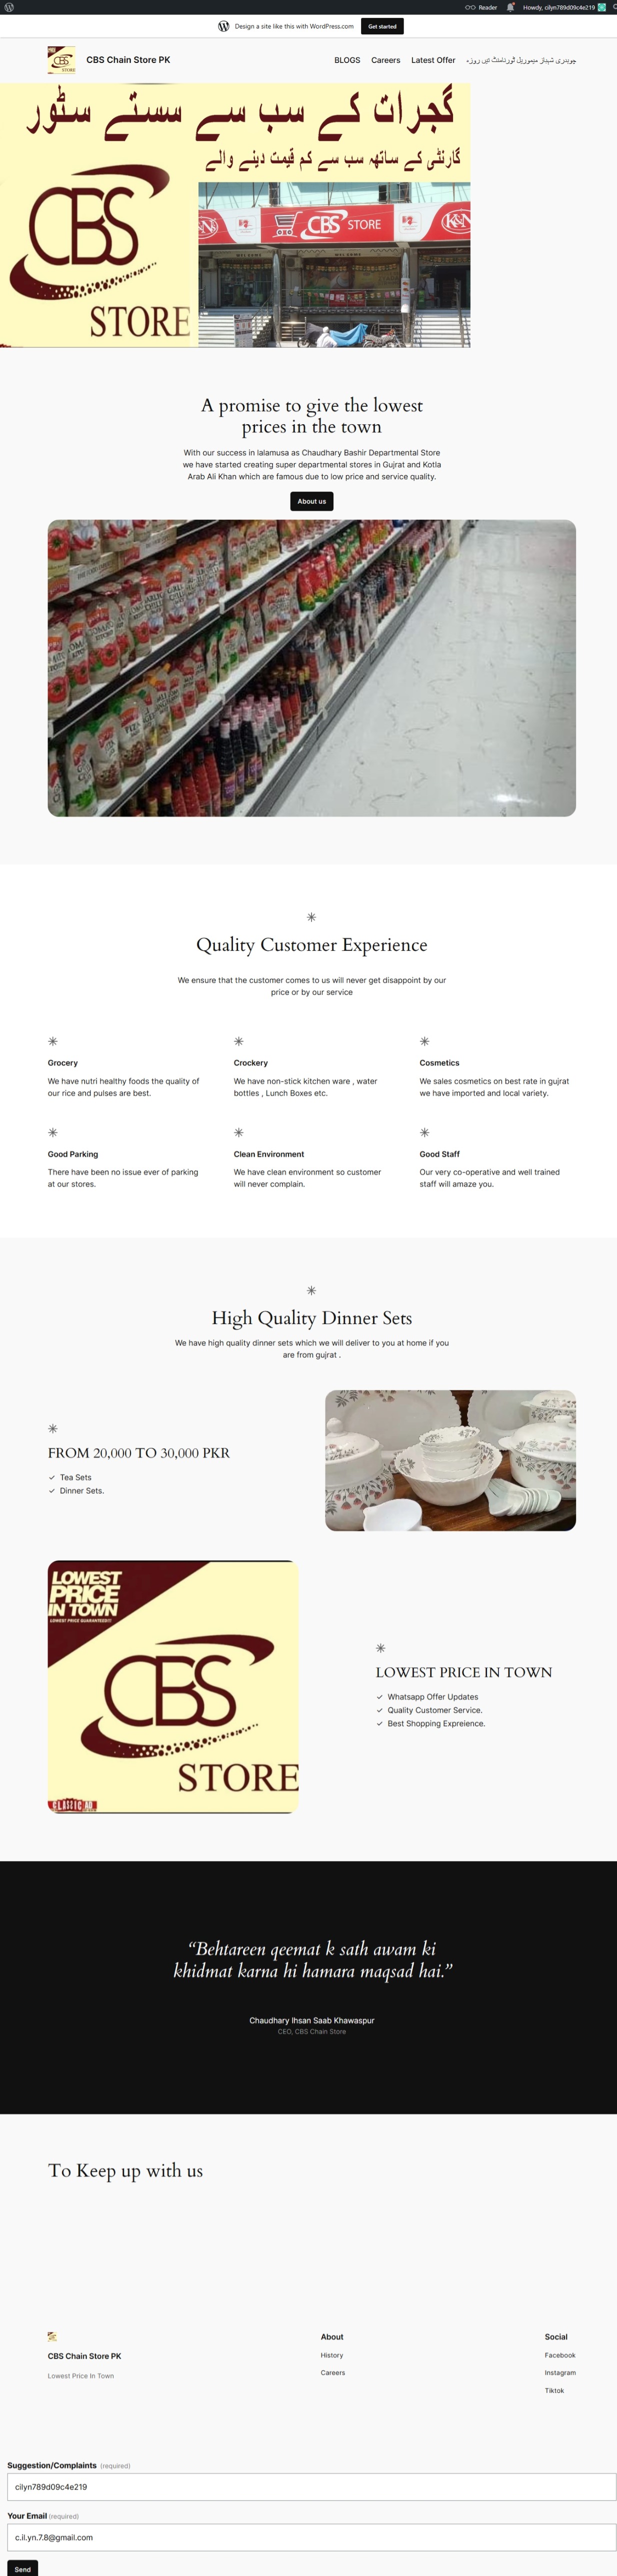 Reader
Howdy, cilyn789d09c4e219
Design a site like this with WordPress.com
Get started
CBS Chain Store PK
BLOGS
Careers
Latest Offer
گجرات کے سب سے سستے سٹور
گارنٹی کے ساتھ سب سے کم قیمت دینے والے
CBS
STORE
K&N
CBS STORE
K&N
A promise to give the lowest
prices in the town
With our success in lalamusa as Chaudhary Bashir Departmental Store
we have started creating super departmental stores in Gujrat and Kotla
Arab Ali Khan which are famous due to low price and service quality.
About us
Quality Customer Experience
We ensure that the customer comes to us will never get disappoint by our
price or by our service
Grocery
We have nutri healthy foods the quality of
our rice and pulses are best.
Crockery
We have non-stick kitchen ware , water
bottles , Lunch Boxes etc.
Cosmetics
We sales cosmetics on best rate in gujrat
we have imported and local variety.
Good Parking
There have been no issue ever of parking
at our stores.
Clean Environment
We have clean environment so customer
will never complain.
Good Staff
Our very co-operative and well trained
staff will amaze you.
High Quality Dinner Sets
We have high quality dinner sets which we will deliver to you at home if you
are from gujrat .
FROM 20,000 TO 30,000 PKR
Tea Sets
Dinner Sets.
LOWEST
PRICE
IN TOWN
LOWEST PRICE GUARANTEED!!!
CBS
STORE
LOWEST PRICE IN TOWN
Whatsapp Offer Updates
Quality Customer Service.
Best Shopping Expreience.
“Behtareen qeemat k sath awam ki
khidmat karna hi hamara maqsad hai.”
Chaudhary Ihsan Saab Khawaspur
CEO, CBS Chain Store
To Keep up with us
CBS Chain Store PK
Lowest Price In Town
About
History
Careers
Social
Facebook
Instagram
Tiktok
Suggestion/Complaints (required)
cilyn789d09c4e219
Your Email (required)
c.il.yn.7.8@gmail.com
Send